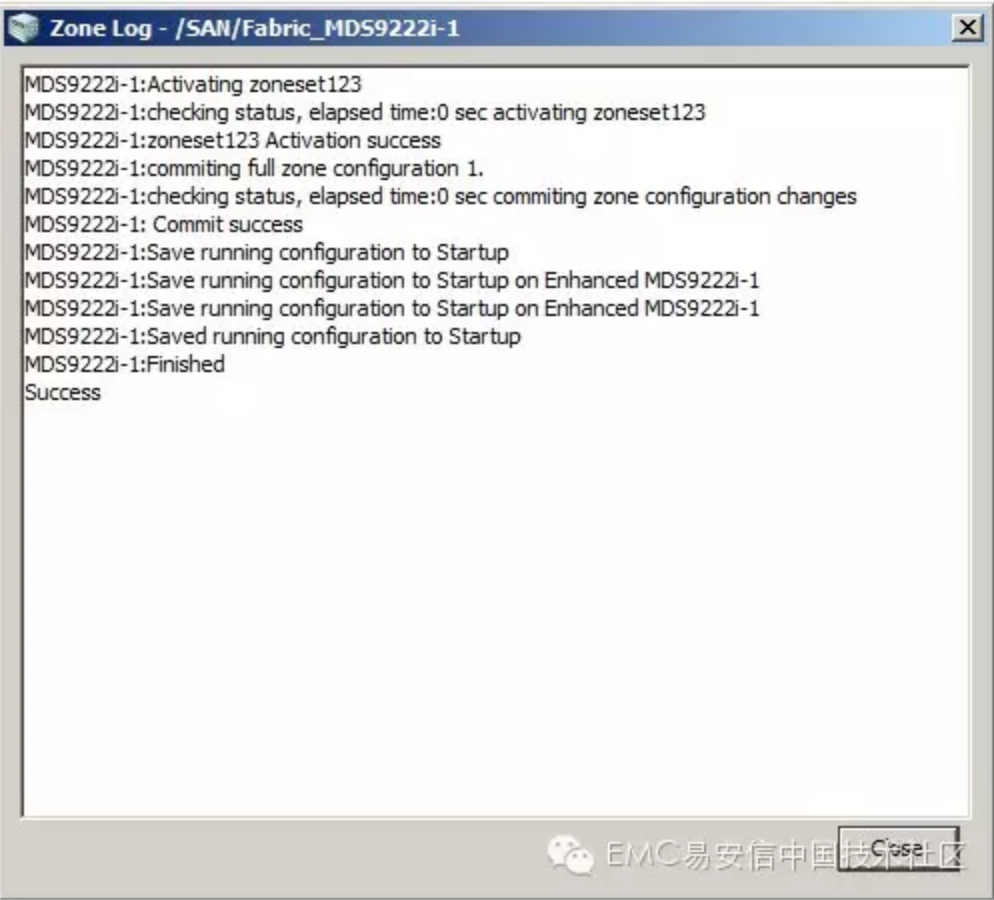 Zone Log - /SAN/Fabric_MDS9222i-1
MDS9222i-1:Activating zoneset123
MDS9222i-1:checking status, elapsed time:0 sec activating zoneset123
MDS9222i-1:zoneset123 Activation success
MDS9222i-1:commiting full zone configuration 1.
MDS9222i-1:checking status, elapsed time:0 sec commiting zone configuration changes
MDS9222i-1: Commit success
MDS9222i-1:Save running configuration to Startup
MDS9222i-1:Save running configuration to Startup on Enhanced MDS9222i-1
MDS9222i-1:Save running configuration to Startup on Enhanced MDS9222i-1
MDS9222i-1:Saved running configuration to Startup
MDS9222i-1:Finished
Success
Close
EMC易安信中国技术社区